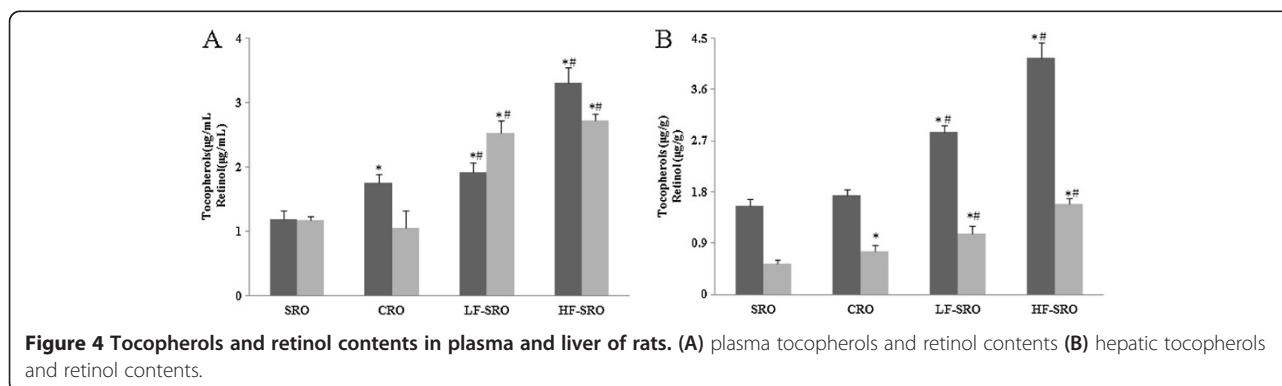 A
Tocopherols(µg/mL)
Retinol(µg/mL)
4
3
2
1
0
*
*#
*#
*#
*#
SRO
CRO
LF-SRO
HF-SRO
B
Tocopherols (µg/g)
Retinol (µg/g)
4.5
3.6
2.7
1.8
0.9
0
*
*#
*#
*#
*#
SRO
CRO
LF-SRO
HF-SRO
Figure 4 Tocopherols and retinol contents in plasma and liver of rats. (A) plasma tocopherols and retinol contents (B) hepatic tocopherols
and retinol contents.